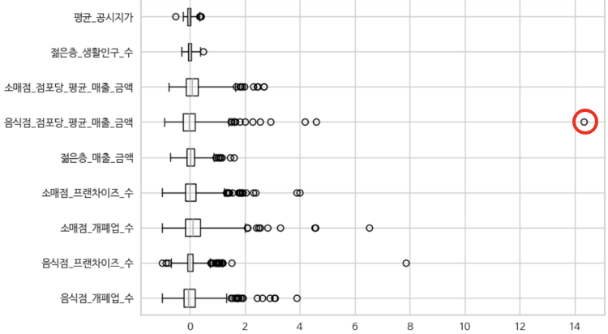 평균_공시지가
젊은층_생활인구_수
소매점_점포당_평균_매출_금액
음식점_점포당_평균_매출_금액
젊은층_매출_금액
소매점_프랜차이즈_수
소매점_개폐업_수
음식점_프랜차이즈_수
음식점_개폐업_수
0 2 4 6 8 10 12 14